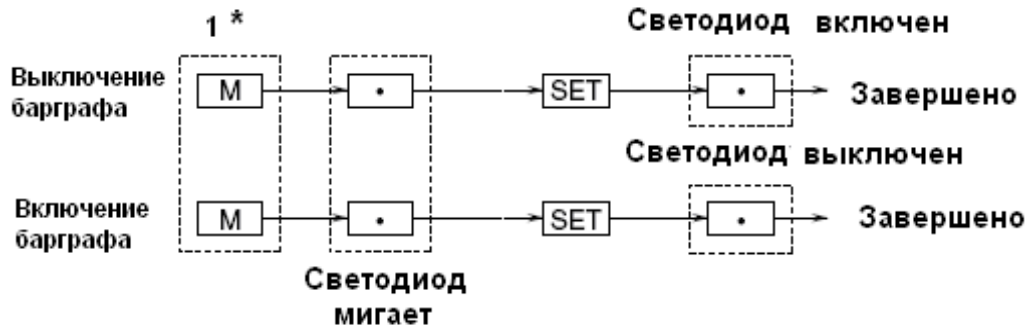 1 *
Светодиод включен
Выключение
барграфа
M
•
SET
•
Завершено
Светодиод выключен
Включение
барграфа
M
•
SET
•
Завершено
Светодиод
мигает